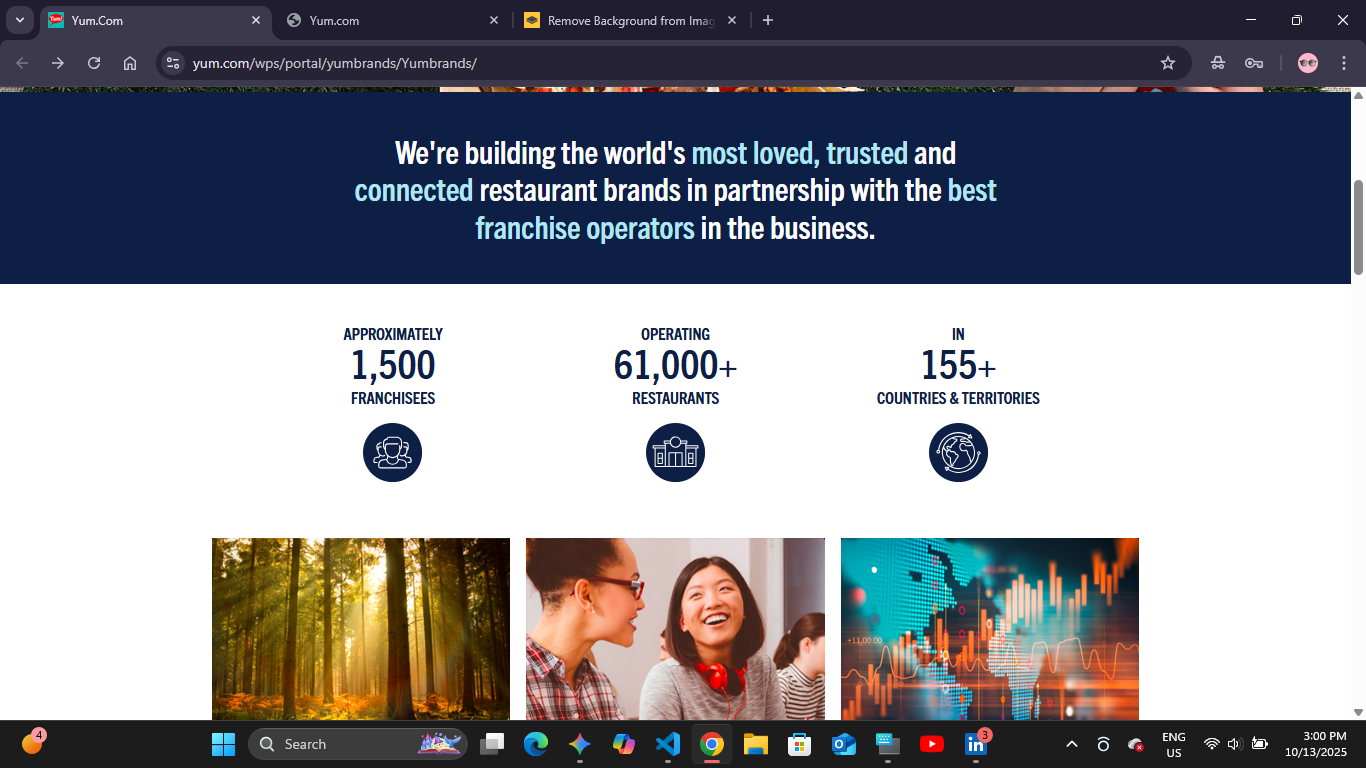 Yum.Com
Yum.com
Remove Background from Imag
yum.com/wps/portal/yumbrands/Yumbrands/
We're building the world's most loved, trusted and
connected restaurant brands in partnership with the best
franchise operators in the business.
APPROXIMATELY
1,500
FRANCHISEES
OPERATING
61,000+
RESTAURANTS
IN
155+
COUNTRIES & TERRITORIES
+11,00.00
4
Search
3
ENG
US
3:00 PM
10/13/2025